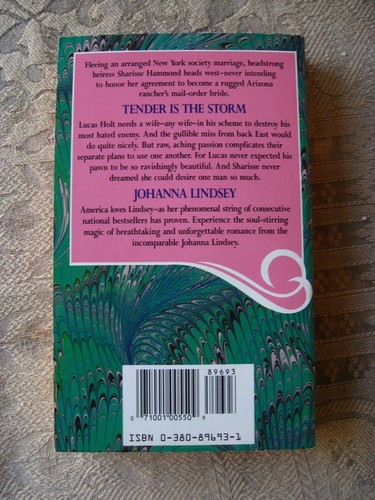 Fleeing an arranged New York society marriage, headstrong
heiress Sharisse Hammond heads west–never intending
to honor her agreement to become a rugged Arizona
rancher's mail-order bride.
TENDER IS THE STORM
Lucas Holt needs a wife–any wife–in his scheme to destroy his
most hated enemy. And the gullible miss from back East would
do quite nicely. But raw, aching passion complicates their
separate plans to use one another. For Lucas never expected his
pawn to be so ravishingly beautiful. And Sharisse never
dreamed she could desire one man so much.
JOHANNA LINDSEY
America loves Lindsey–as her phenomenal string of consecutive
national bestsellers has proven. Experience the soul-stirring
magic of breathtaking and unforgettable romance from the
incomparable Johanna Lindsey.
89693
0 71001 00550 9
ISBN 0-380-89693-1